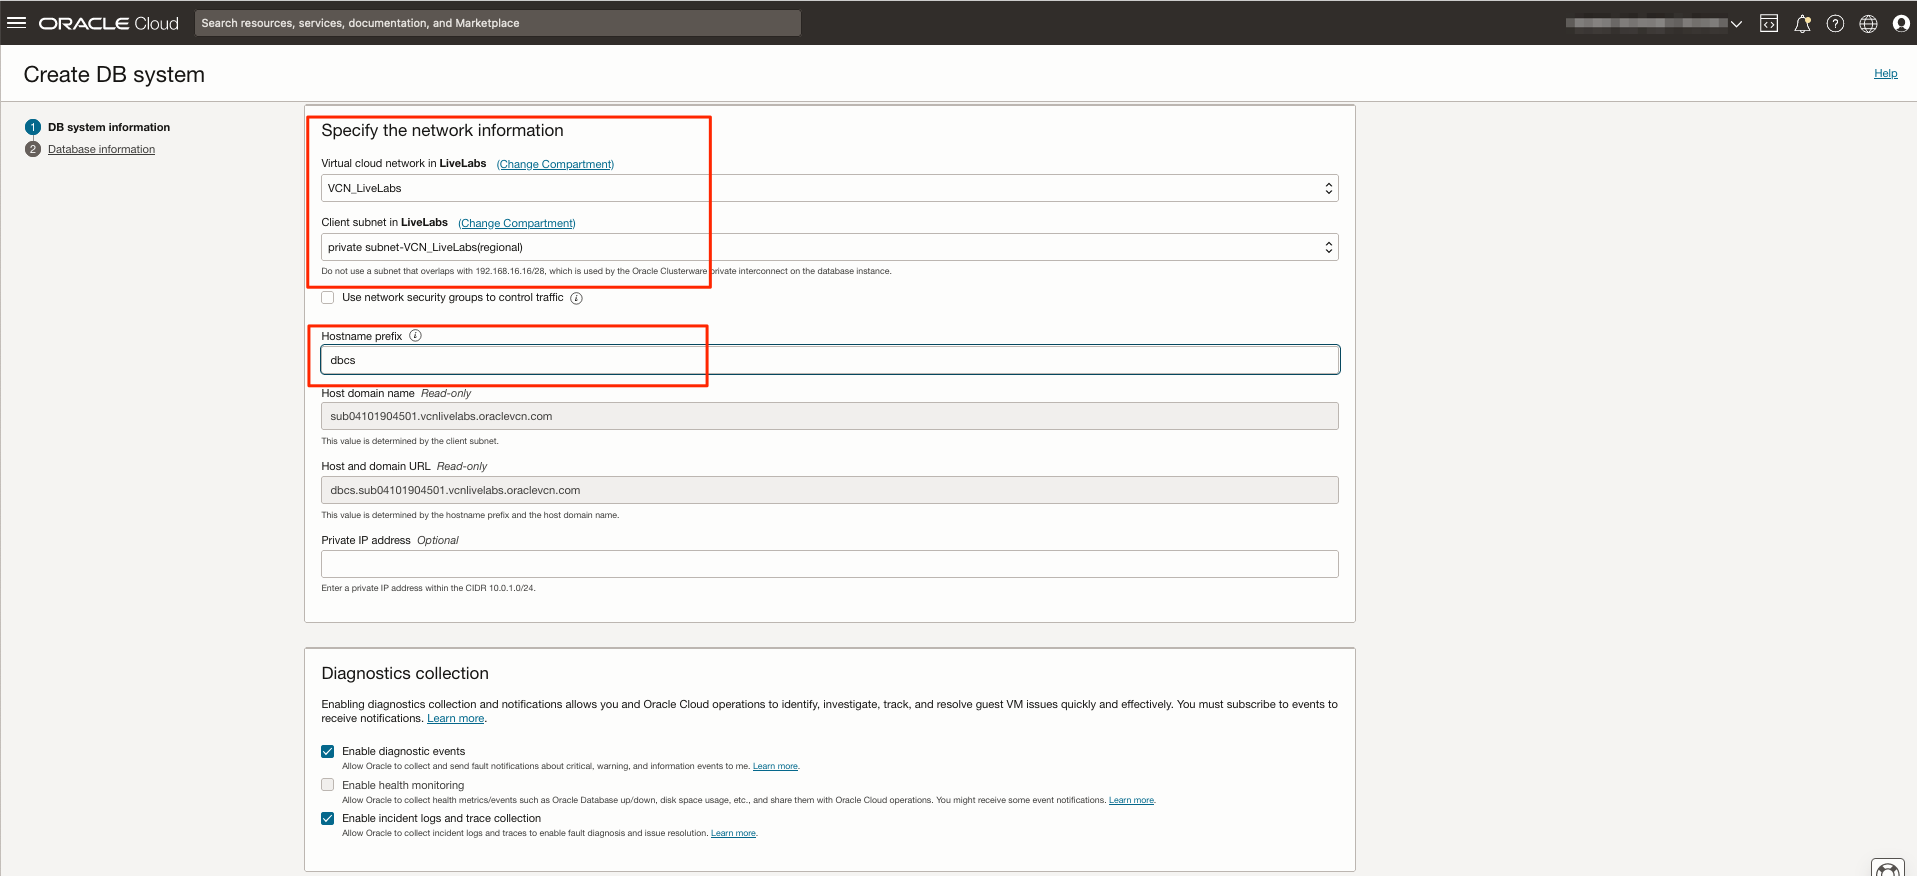 ORACLE Cloud
Search resources, services, documentation, and Marketplace
Create DB system
Help
1 DB system information
2 Database information
Specify the network information
Virtual cloud network in LiveLabs (Change Compartment)
VCN_LiveLabs
Client subnet in LiveLabs (Change Compartment)
private subnet-VCN_LiveLabs(regional)
Do not use a subnet that overlaps with 192.168.16.16/28, which is used by the Oracle Clusterware private interconnect on the database instance.
Use network security groups to control traffic
Hostname prefix
dbcs
Host domain name Read-only
sub04101904501.vcnlivelabs.oraclevcn.com
This value is determined by the client subnet.
Host and domain URL Read-only
dbcs.sub04101904501.vcnlivelabs.oraclevcn.com
This value is determined by the hostname prefix and the host domain name.
Private IP address Optional
Enter a private IP address within the CIDR 10.0.1.0/24.
Diagnostics collection
Enabling diagnostics collection and notifications allows you and Oracle Cloud operations to identify, investigate, track, and resolve guest VM issues quickly and effectively. You must subscribe to events to
receive notifications. Learn more.
Enable diagnostic events
Allow Oracle to collect and send fault notifications about critical, warning, and information events to me. Learn more.
Enable health monitoring
Allow Oracle to collect health metrics/events such as Oracle Database up/down, disk space usage, etc., and share them with Oracle Cloud operations. You might receive some event notifications. Learn more.
Enable incident logs and trace collection
Allow Oracle to collect incident logs and traces to enable fault diagnosis and issue resolution. Learn more.